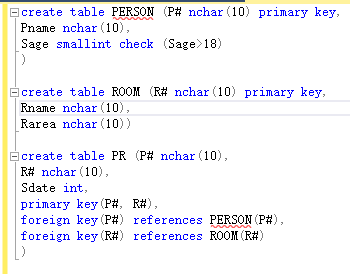 create table PERSON (P# nchar(10) primary key,
Pname nchar(10),
Sage smallint check (Sage>18)
)
create table ROOM (R# nchar(10) primary key,
Rname nchar(10),
Rarea nchar(10))
create table PR (P# nchar(10),
R# nchar(10),
Sdate int,
primary key(P#, R#),
foreign key(P#) references PERSON(P#),
foreign key(R#) references ROOM(R#)
)